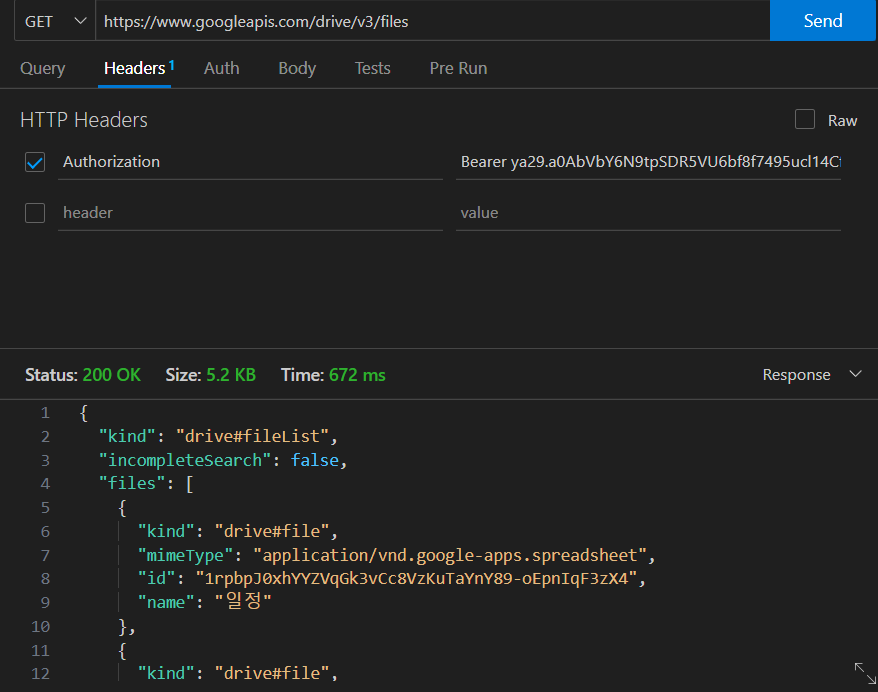 GET https://www.googleapis.com/drive/v3/files Send
Query Headers 1 Auth Body Tests Pre Run
HTTP Headers Raw
Authorization Bearer ya29.a0AbVbY6N9tpSDR5VU6bf8f7495ucl14Cf
header value
Status: 200 OK Size: 5.2 KB Time: 672 ms Response
1 {
2 "kind": "drive#fileList",
3 "incompleteSearch": false,
4 "files": [
5 {
6 "kind": "drive#file",
7 "mimeType": "application/vnd.google-apps.spreadsheet",
8 "id": "1rpbpJ0xhYYZVqGk3vCc8VzKuTaYnY89-oEpnIqF3zX4",
9 "name": "일정"
10 },
11 {
12 "kind": "drive#file",